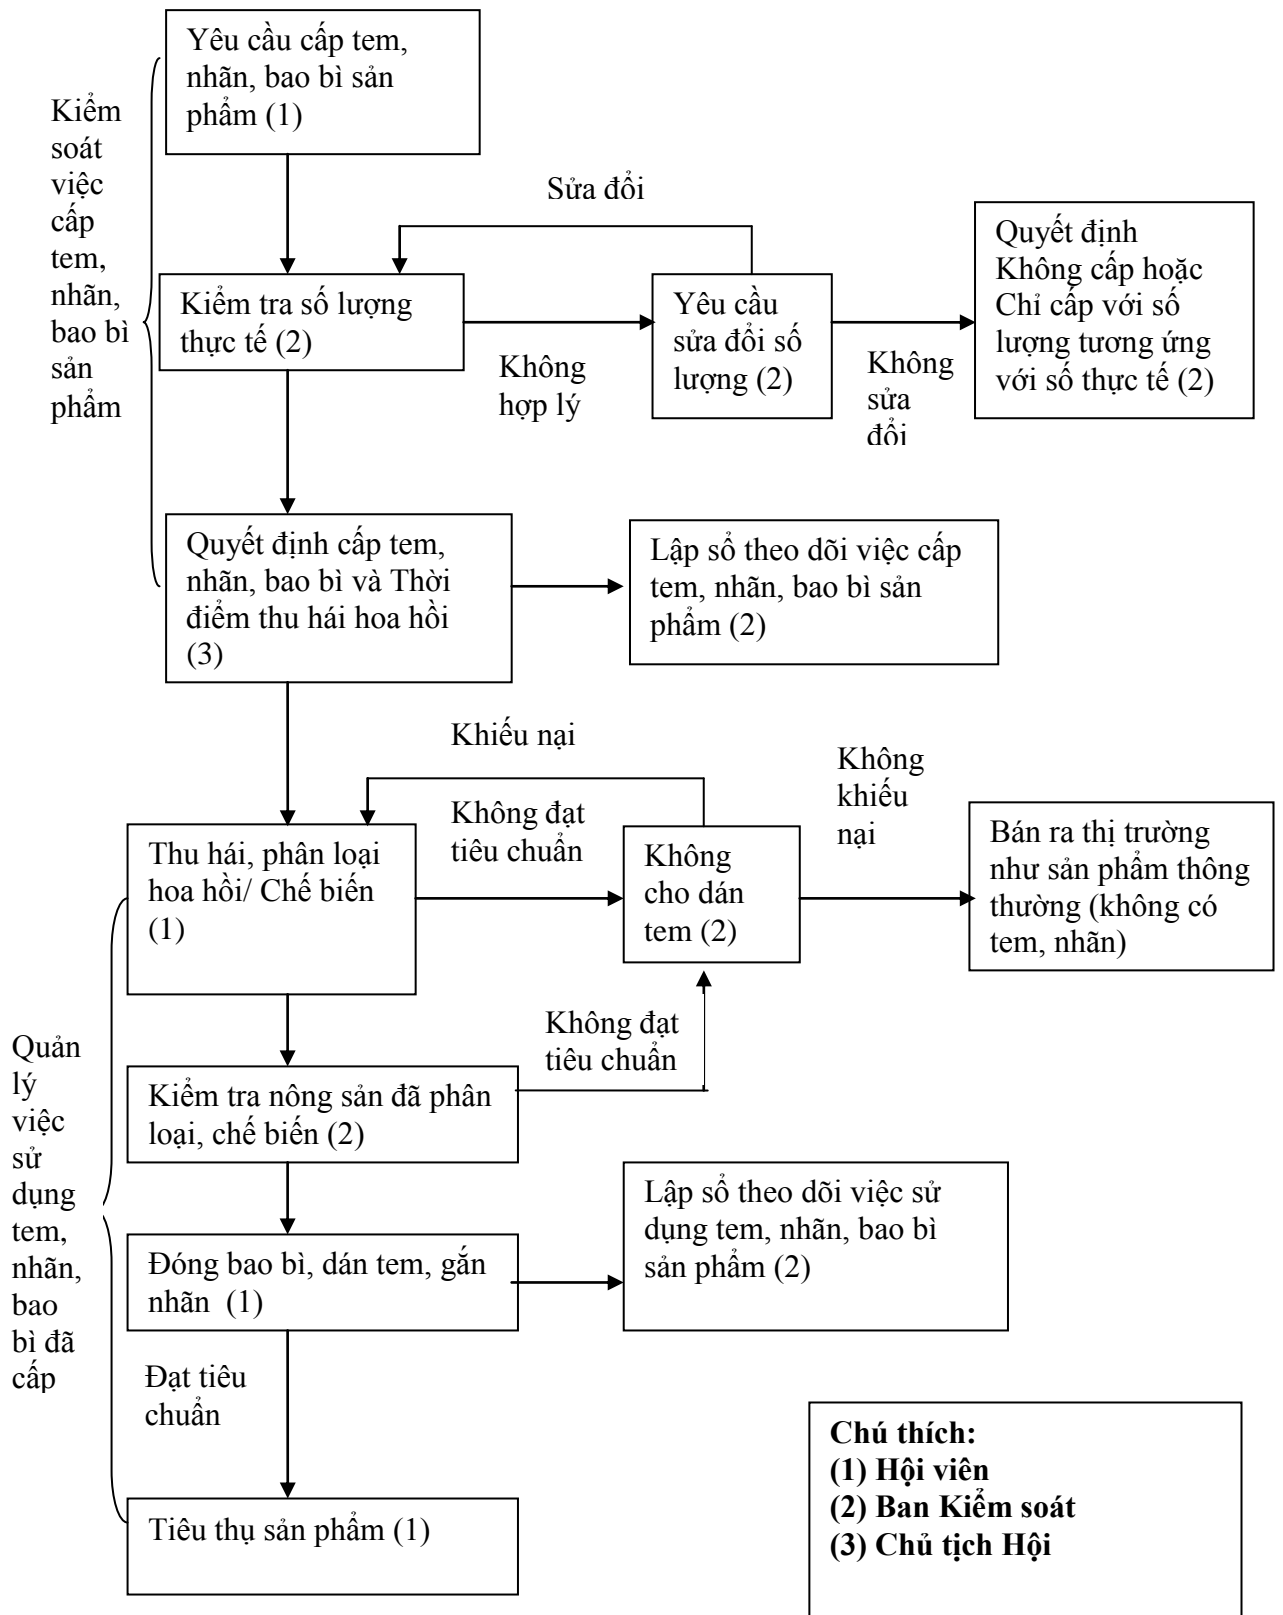 Yêu cầu cấp tem,
nhãn, bao bì sản
phẩm (1)
Kiểm
soát
việc
cấp
tem,
nhãn,
bao bì
sản
phẩm
Sửa đổi
Kiểm tra số lượng
thực tế (2)
Không
hợp lý
Yêu cầu
sửa đổi số
lượng (2)
Không
sửa
đổi
Quyết định
Không cấp hoặc
Chỉ cấp với số
lượng tương ứng
với số thực tế (2)
Quyết định cấp tem,
nhãn, bao bì và Thời
điểm thu hái hoa hồi
(3)
Lập sổ theo dõi việc cấp
tem, nhãn, bao bì sản
phẩm (2)
Khiếu nại
Không đạt
tiêu chuẩn
Thu hái, phân loại
hoa hồi/ Chế biến
(1)
Không
cho dán
tem (2)
Không
khiếu
nại
Bán ra thị trường
như sản phẩm thông
thường (không có
tem, nhãn)
Không đạt
tiêu chuẩn
Quản
lý
việc
sử
dụng
tem,
nhãn,
bao
bì đã
cấp
Kiểm tra nông sản đã phân
loại, chế biến (2)
Đóng bao bì, dán tem, gắn
nhãn (1)
Lập sổ theo dõi việc sử
dụng tem, nhãn, bao bì
sản phẩm (2)
Đạt tiêu
chuẩn
Tiêu thụ sản phẩm (1)
Chú thích:
(1) Hội viên
(2) Ban Kiểm soát
(3) Chủ tịch Hội